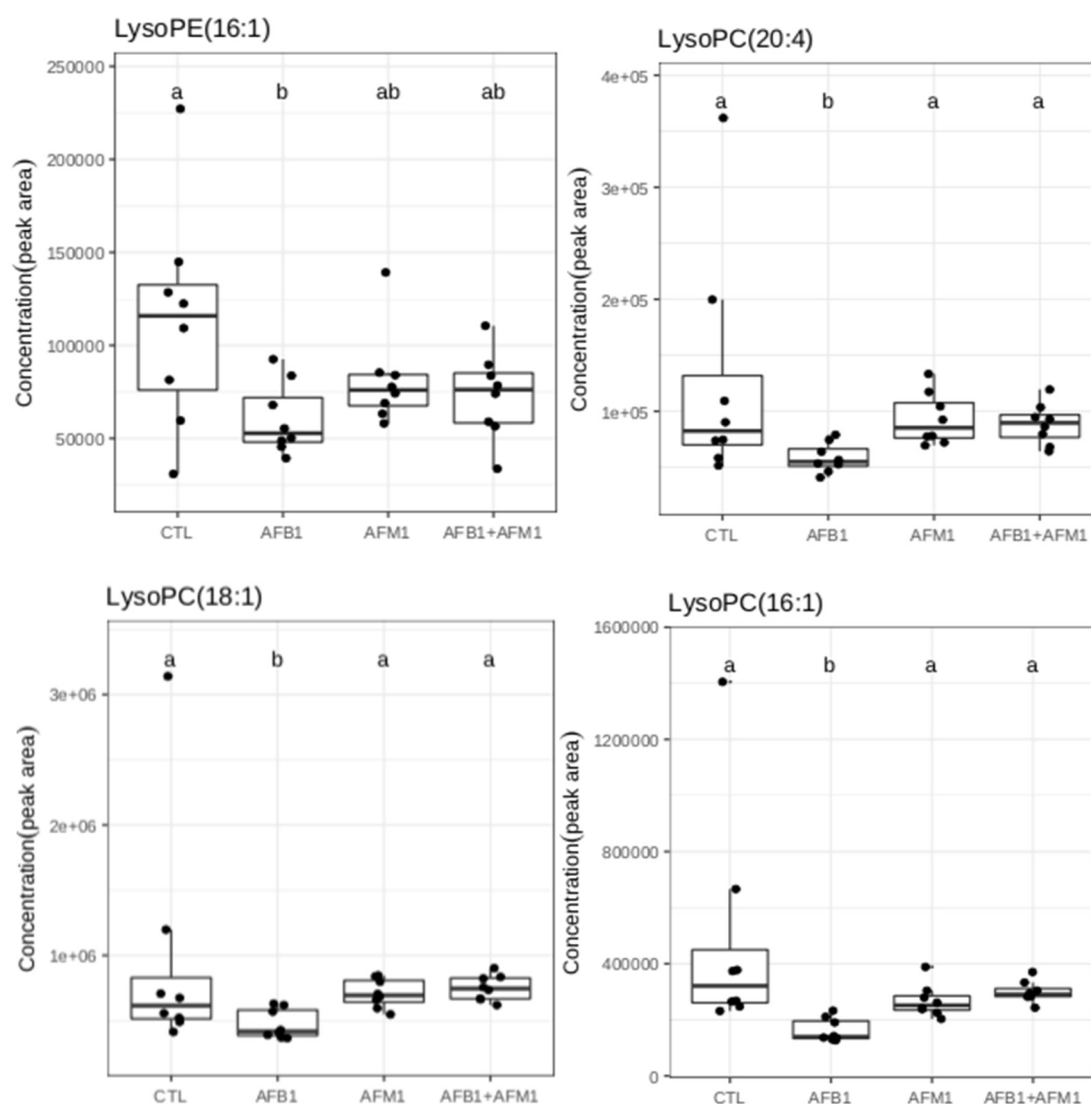 LysoPE(16:1)
Concentration(peak area)
250000
200000
150000
100000
50000
a b ab ab
CTL AFB1 AFM1 AFB1+AFM1
LysoPC(20:4)
Concentration(peak area)
4e+05
3e+05
2e+05
1e+05
a b a a
CTL AFB1 AFM1 AFB1+AFM1
LysoPC(18:1)
Concentration(peak area)
3e+06
2e+06
1e+06
a b a a
CTL AFB1 AFM1 AFB1+AFM1
LysoPC(16:1)
Concentration(peak area)
1600000
1200000
800000
400000
0
a b a a
CTL AFB1 AFM1 AFB1+AFM1